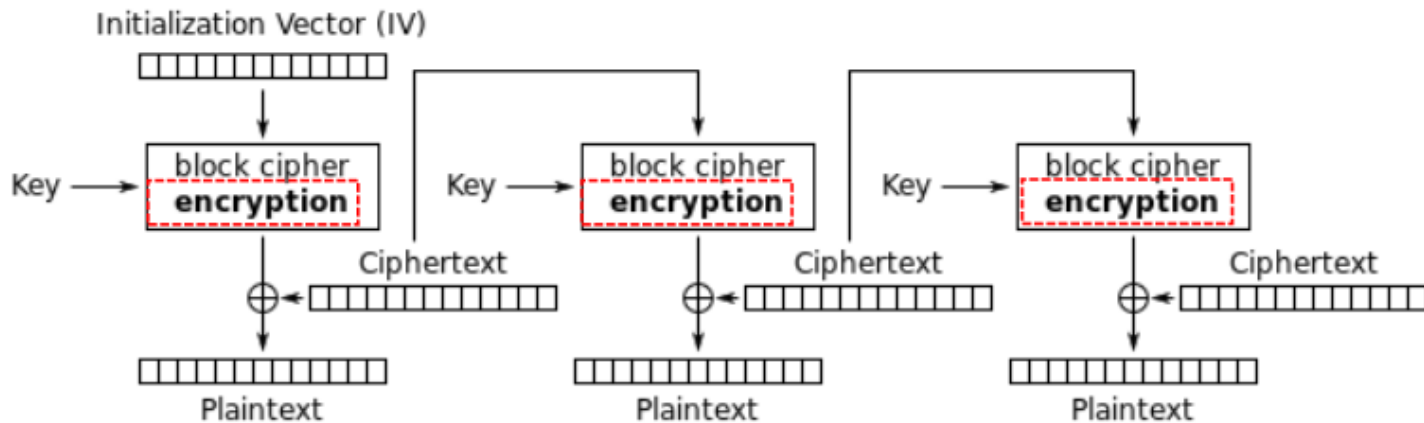 Initialization Vector (IV)
Key
block cipher
encryption
Key
block cipher
encryption
Key
block cipher
encryption
Ciphertext
Ciphertext
Ciphertext
Plaintext
Plaintext
Plaintext